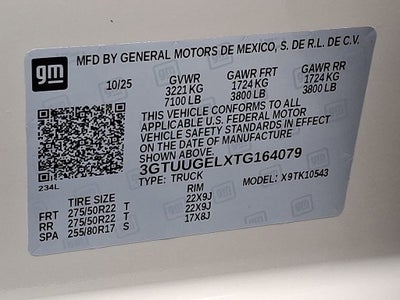 gm
MFD BY GENERAL MOTORS DE MEXICO, S. DE R.L. DE C.V.
10/25 GVWR GAWR FRT GAWR RR
3221 KG 1724 KG 1724 KG
7100 LB 3800 LB 3800 LB
THIS VEHICLE CONFORMS TO ALL
APPLICABLE U.S. FEDERAL MOTOR
VEHICLE SAFETY STANDARDS IN EFFECT
ON THE DATE OF MANUFACTURE
3GTUUGELXTG164079
TYPE: TRUCK MODEL: X9TK10543
234L
TIRE SIZE RIM
FRT 275/50R22 T 22X9J
RR 275/50R22 T 22X9J
SPA 255/80R17 S 17X8J